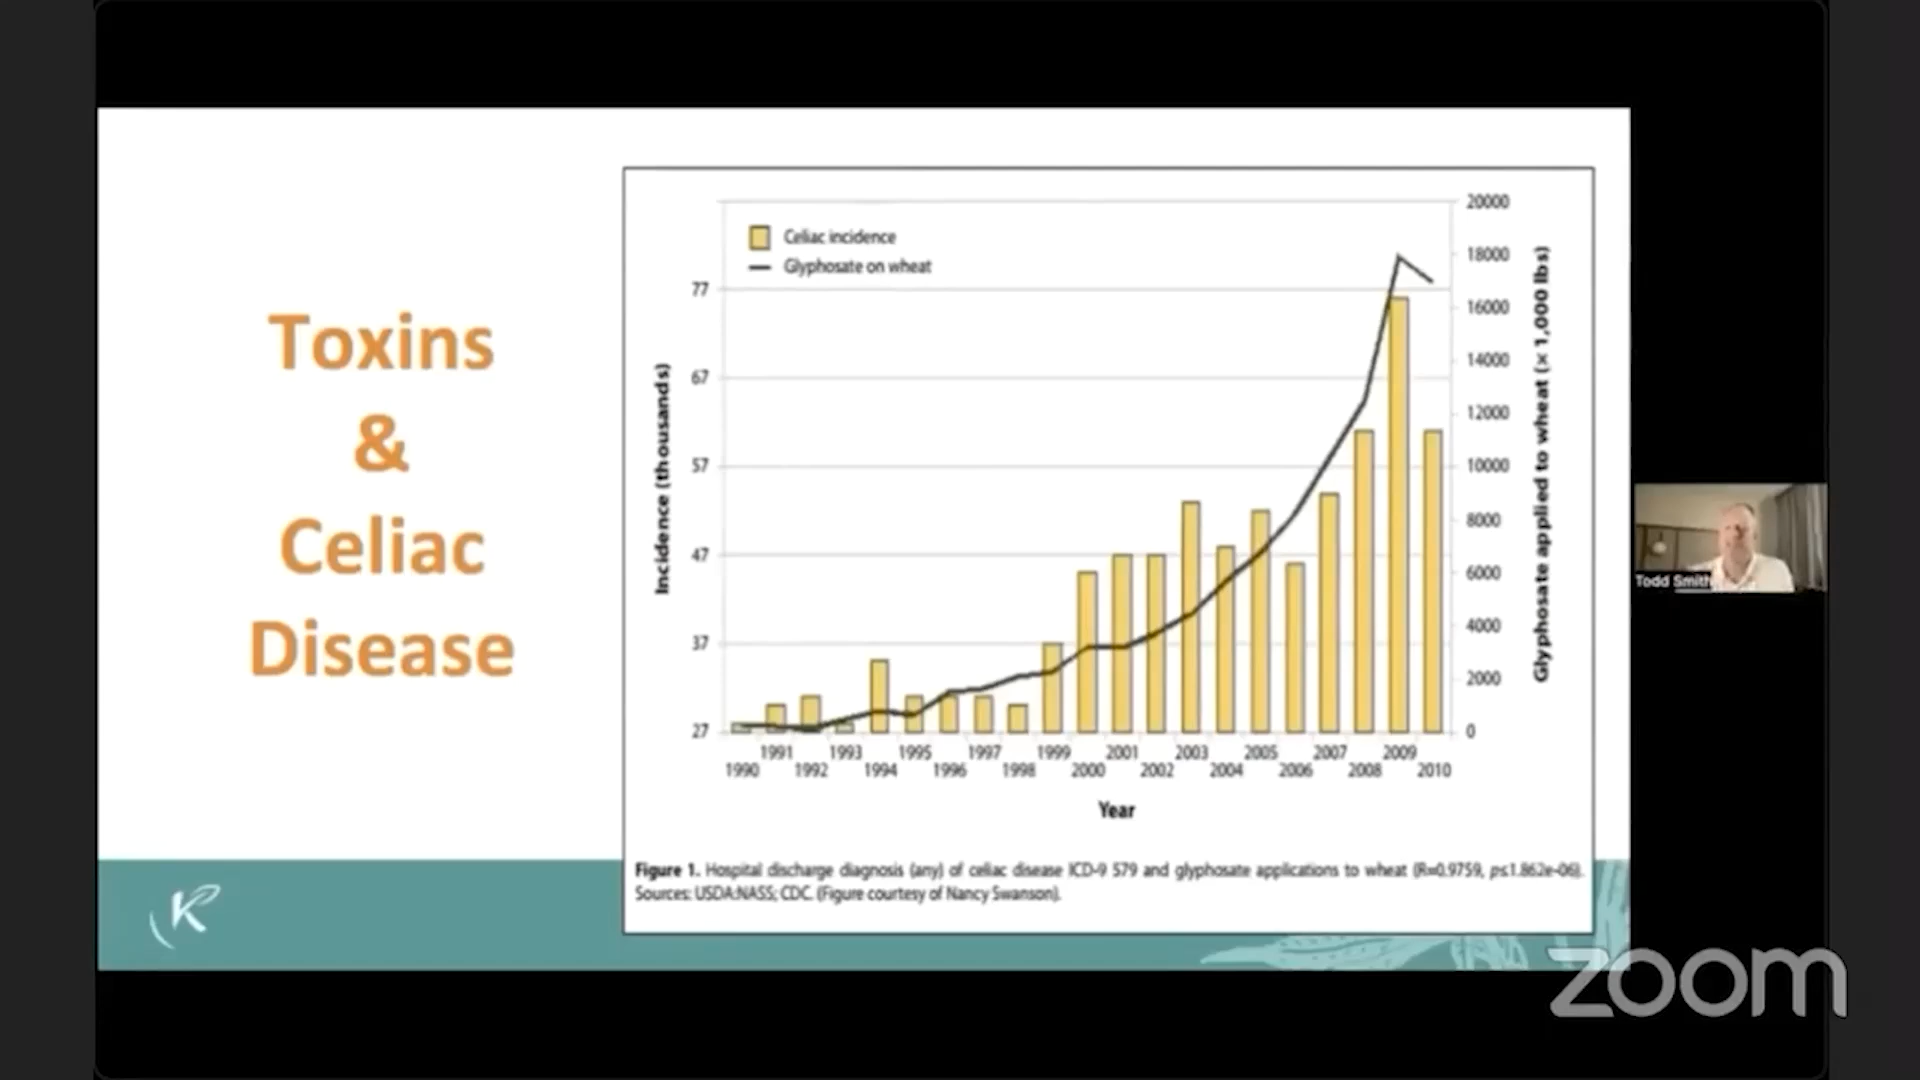 Toxins
&
Celiac
Disease
Celiac incidence
Glyphosate on wheat
Incidence (thousands)
77
67
57
47
37
27
20000
18000
16000
14000
12000
10000
8000
6000
4000
2000
0
Glyphosate applied to wheat (x 1,000 lbs)
1991 1993 1995 1997 1999 2001 2003 2005 2007 2009
1990 1992 1994 1996 1998 2000 2002 2004 2006 2008 2010
Year
Figure 1. Hospital discharge diagnosis (any) of celiac disease ICD-9 579 and glyphosate applications to wheat (R=0.9759, p≤1.862e-06).
Sources: USDA:NASS; CDC. (Figure courtesy of Nancy Swanson).
K
Todd Smith
zoom